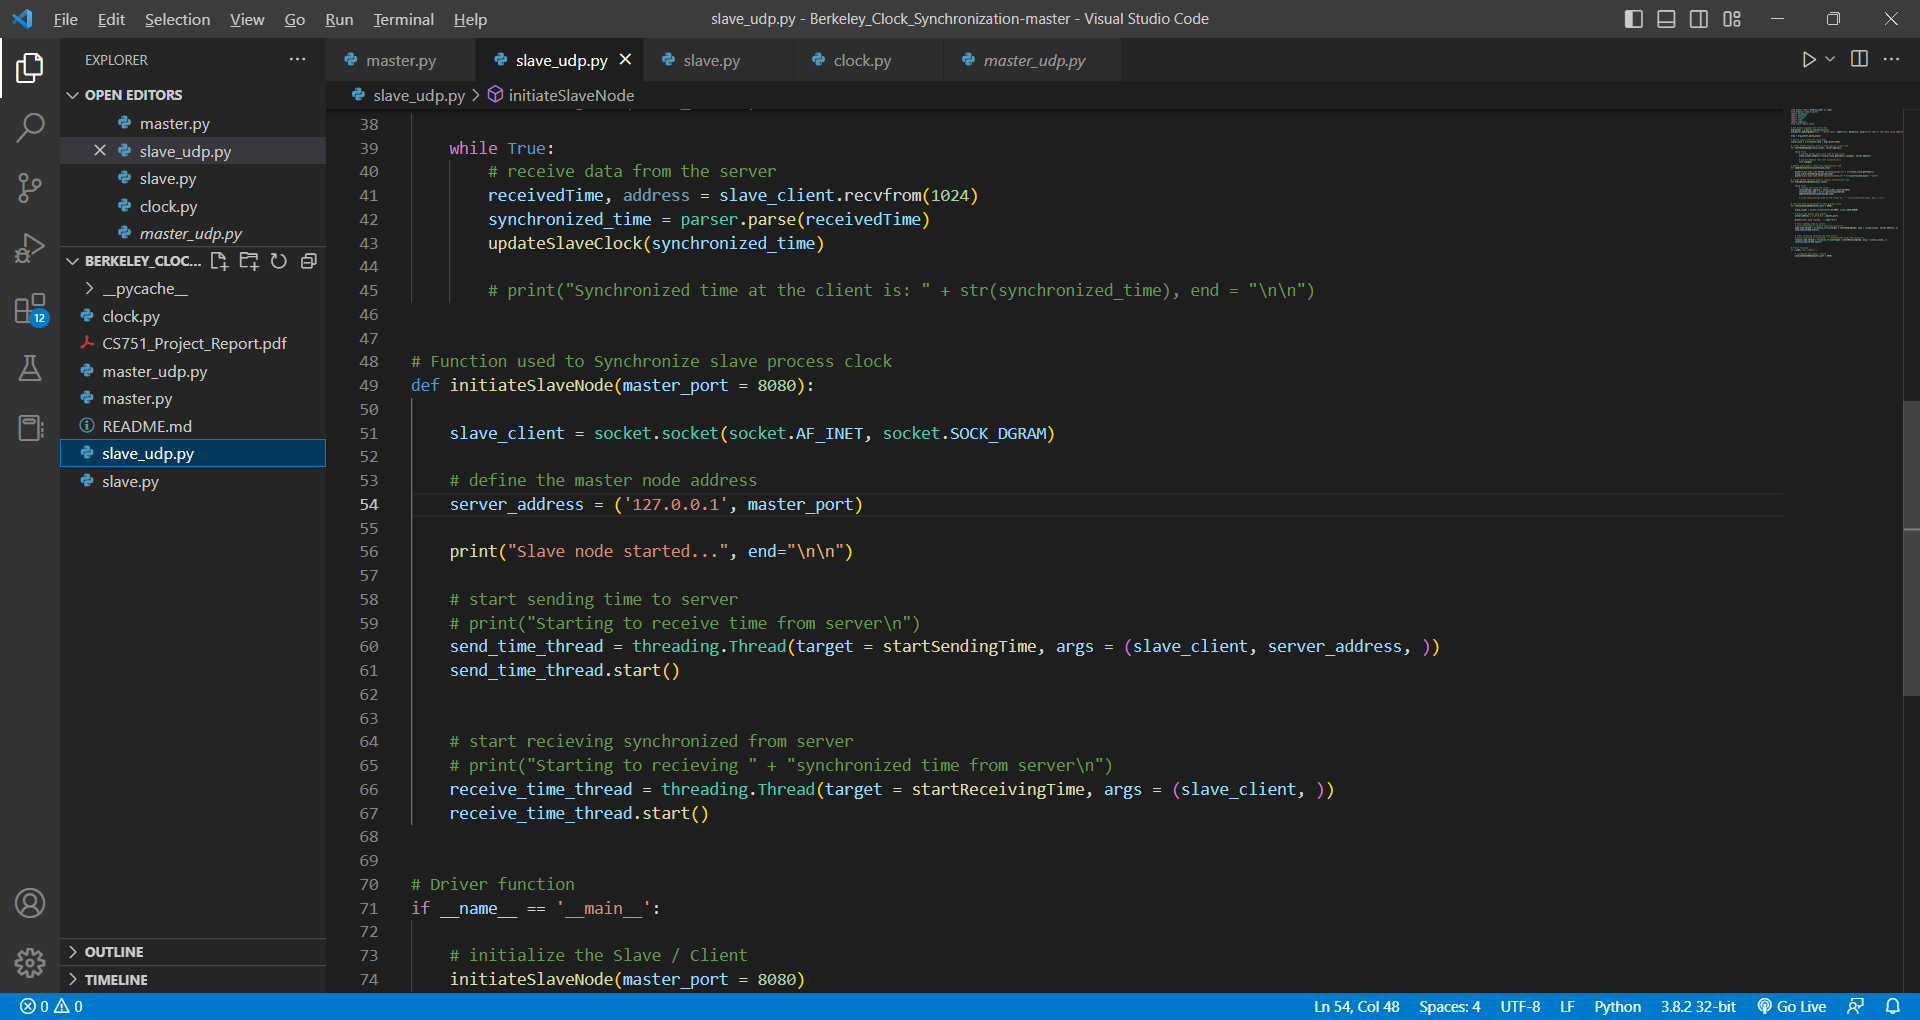 File Edit Selection View Go Run Terminal Help
slave_udp.py - Berkeley_Clock_Synchronization-master - Visual Studio Code
EXPLORER
OPEN EDITORS
master.py
slave_udp.py
slave.py
clock.py
master_udp.py
BERKELEY_CLOC...
__pycache__
clock.py
CS751_Project_Report.pdf
master_udp.py
master.py
README.md
slave_udp.py
slave.py
OUTLINE
TIMELINE
12
master.py slave_udp.py slave.py clock.py master_udp.py
slave_udp.py > initiateSlaveNode
38
39 while True:
40 # receive data from the server
41 receivedTime, address = slave_client.recvfrom(1024)
42 synchronized_time = parser.parse(receivedTime)
43 updateSlaveClock(synchronized_time)
44
45 # print("Synchronized time at the client is: " + str(synchronized_time), end = "\n\n")
46
47
48 # Function used to Synchronize slave process clock
49 def initiateSlaveNode(master_port = 8080):
50
51 slave_client = socket.socket(socket.AF_INET, socket.SOCK_DGRAM)
52
53 # define the master node address
54 server_address = ('127.0.0.1', master_port)
55
56 print("Slave node started...", end="\n\n")
57
58 # start sending time to server
59 # print("Starting to receive time from server\n")
60 send_time_thread = threading.Thread(target = startSendingTime, args = (slave_client, server_address, ))
61 send_time_thread.start()
62
63
64 # start recieving synchronized from server
65 # print("Starting to recieving " + "synchronized time from server\n")
66 receive_time_thread = threading.Thread(target = startReceivingTime, args = (slave_client, ))
67 receive_time_thread.start()
68
69
70 # Driver function
71 if __name__ == '__main__':
72
73 # initialize the Slave / Client
74 initiateSlaveNode(master_port = 8080)
0 0 Ln 54, Col 48 Spaces: 4 UTF-8 LF Python 3.8.2 32-bit Go Live